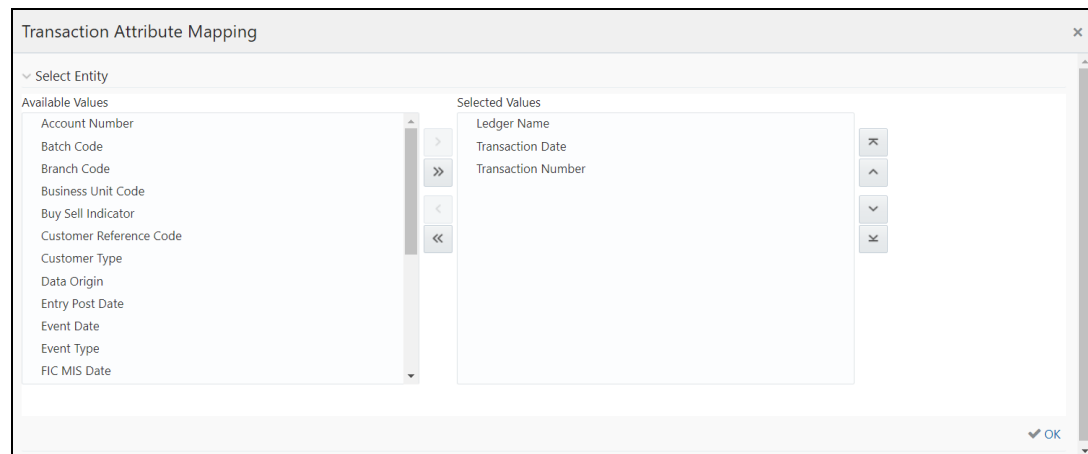 Transaction Attribute Mapping
Select Entity
Available Values
Selected Values
Account Number
Batch Code
Branch Code
Business Unit Code
Buy Sell Indicator
Customer Reference Code
Customer Type
Data Origin
Entry Post Date
Event Date
Event Type
FIC MIS Date
Ledger Name
Transaction Date
Transaction Number
OK